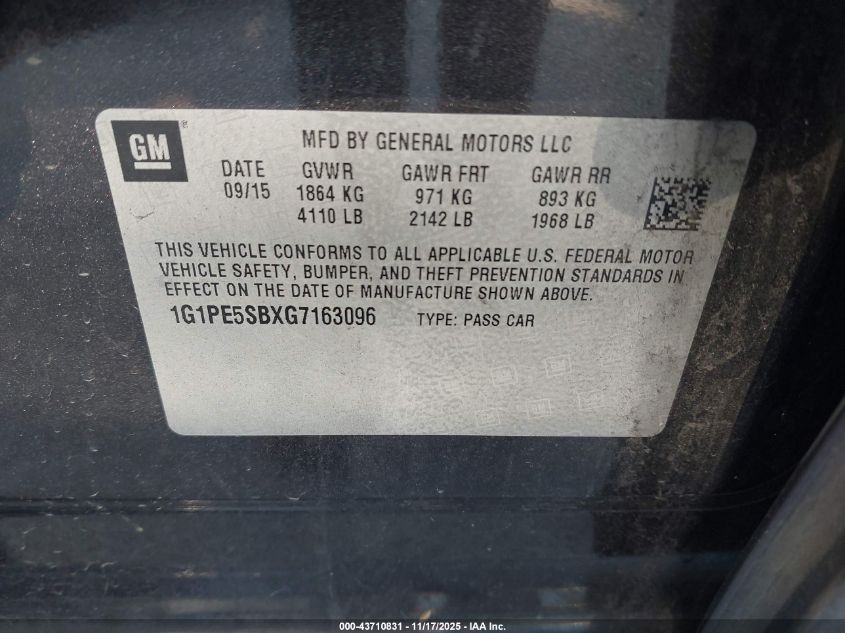 GM
MFD BY GENERAL MOTORS LLC
DATE GVWR GAWR FRT GAWR RR
09/15 1864 KG 971 KG 893 KG
4110 LB 2142 LB 1968 LB
THIS VEHICLE CONFORMS TO ALL APPLICABLE U.S. FEDERAL MOTOR
VEHICLE SAFETY, BUMPER, AND THEFT PREVENTION STANDARDS IN
EFFECT ON THE DATE OF MANUFACTURE SHOWN ABOVE.
1G1PE5SBXG7163096 TYPE: PASS CAR
000-43710831 - 11/17/2025 - IAA Inc.